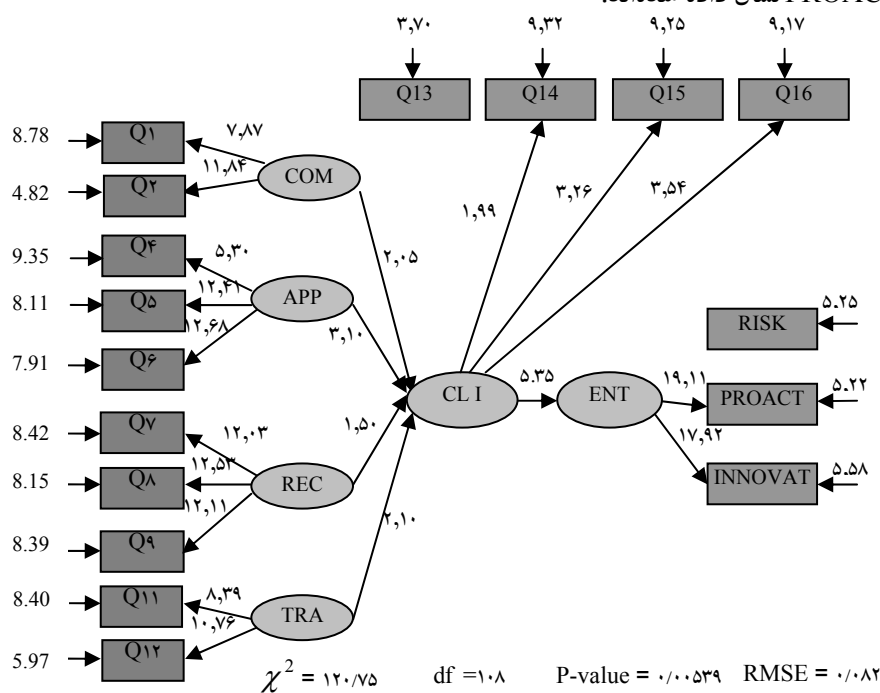 ۳,۷۰ ۹,۳۲ ۹,۲۵ ۹,۱۷
Q13 Q14 Q15 Q16
8.78 Q۱ ۷,۸۷
4.82 Q۲ ۱۱,۸۴ COM
۱,۹۹ ۳,۲۶ ۳,۵۴
۲,۰۵
9.35 Q۴ ۵,۳۰
8.11 Q۵ ۱۲,۴۱ APP
7.91 Q۶ ۱۲,۶۸ ۳,۱۰
RISK ۵.۲۵
CL I ۵.۳۵ ENT ۱۹,۱۱ PROACT ۵.۲۲
۱۷,۹۲ INNOVAT ۵.۵۸
8.42 Q۷ ۱۲,۰۳ ۱,۵۰
8.15 Q۸ ۱۲,۵۳ REC
8.39 Q۹ ۱۲,۱۱ ۲,۱۰
8.40 Q۱۱ ۸,۳۹ TRA
5.97 Q۱۲ ۱۰,۷۶
χ² = ۱۲۰/۷۵ df =۱۰۸ P-value = ۰/۰۰۵۳۹ RMSE = ۰/۰۸۲